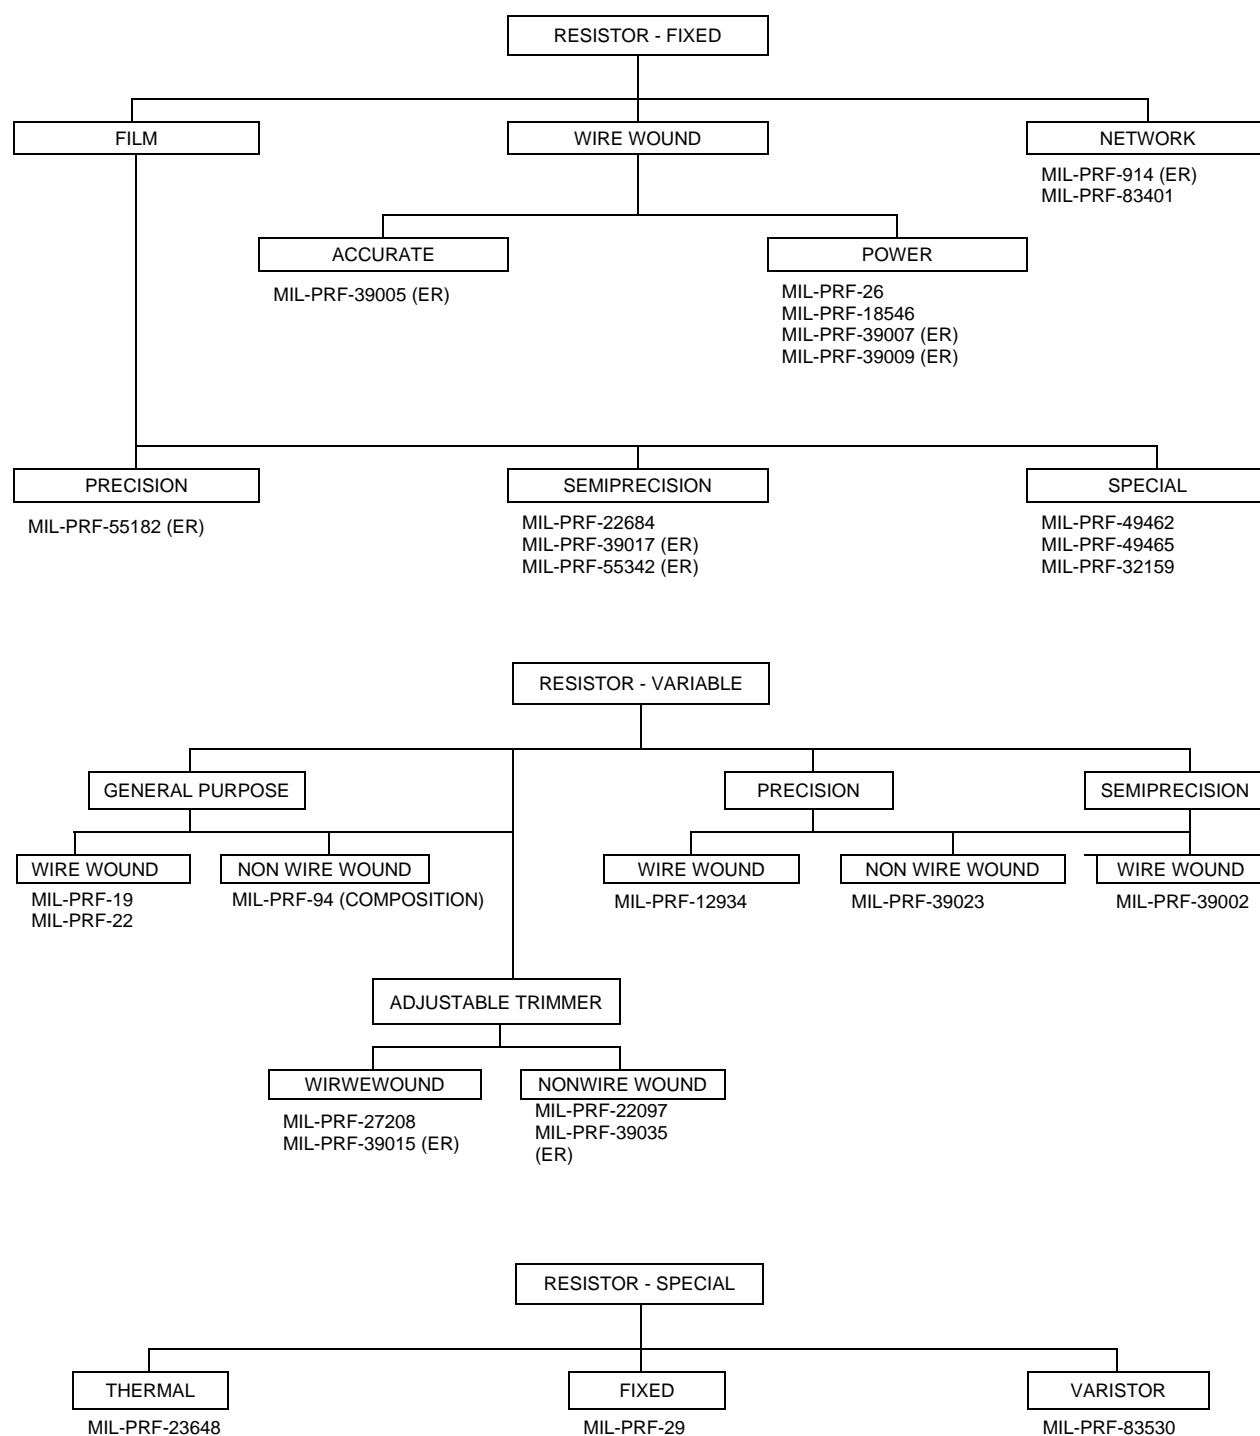 RESISTOR - FIXED
FILM
WIRE WOUND
NETWORK
MIL-PRF-914 (ER)
MIL-PRF-83401
ACCURATE
MIL-PRF-39005 (ER)
POWER
MIL-PRF-26
MIL-PRF-18546
MIL-PRF-39007 (ER)
MIL-PRF-39009 (ER)
PRECISION
MIL-PRF-55182 (ER)
SEMIPRECISION
MIL-PRF-22684
MIL-PRF-39017 (ER)
MIL-PRF-55342 (ER)
SPECIAL
MIL-PRF-49462
MIL-PRF-49465
MIL-PRF-32159
RESISTOR - VARIABLE
GENERAL PURPOSE
PRECISION
SEMIPRECISION
WIRE WOUND
MIL-PRF-19
MIL-PRF-22
NON WIRE WOUND
MIL-PRF-94 (COMPOSITION)
WIRE WOUND
MIL-PRF-12934
NON WIRE WOUND
MIL-PRF-39023
WIRE WOUND
MIL-PRF-39002
ADJUSTABLE TRIMMER
WIRWEWOUND
MIL-PRF-27208
MIL-PRF-39015 (ER)
NONWIRE WOUND
MIL-PRF-22097
MIL-PRF-39035
(ER)
RESISTOR - SPECIAL
THERMAL
MIL-PRF-23648
FIXED
MIL-PRF-29
VARISTOR
MIL-PRF-83530